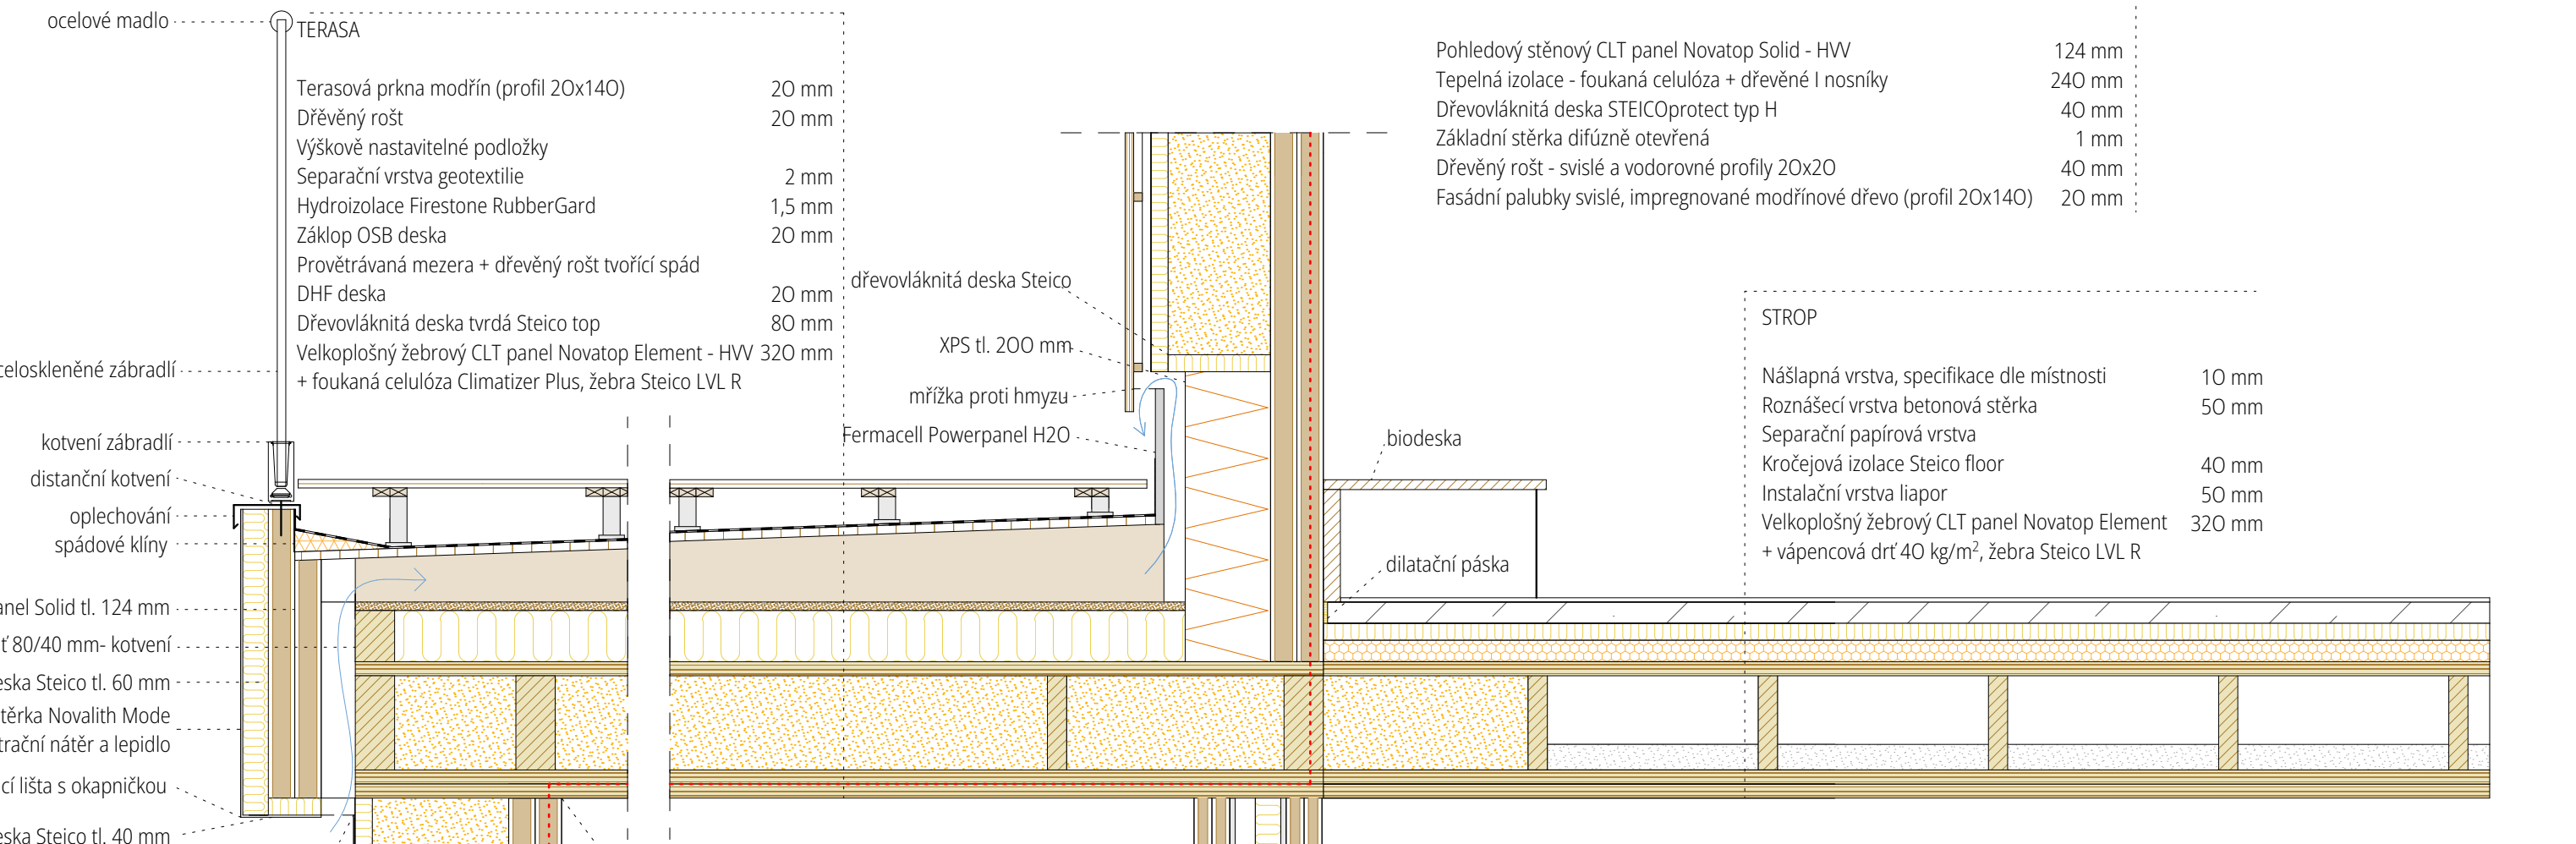 ocelové madlo
TERASA
Terasová prkna modřín (profil 20x140) 20 mm
Dřěvěný rošt 20 mm
Výškově nastavitelné podložky
Separační vrstva geotextilie 2 mm
Hydroizolace Firestone RubberGard 1,5 mm
Záklop OSB deska 20 mm
Provětrávaná mezera + dřevěný rošt tvořící spád
DHF deska 20 mm
Dřevovláknitá deska tvrdá Steico top 80 mm
Velkoplošný žebrový CLT panel Novatop Element - HVV 320 mm
+ foukaná celulóza Climatizer Plus, žebra Steico LVL R
Pohledový stěnový CLT panel Novatop Solid - HVV 124 mm
Tepelná izolace - foukaná celulóza + dřevěné I nosníky 240 mm
Dřevovláknitá deska STEICOprotect typ H 40 mm
Základní stěrka difúzně otevřená 1 mm
Dřevěný rošt - svislé a vodorovné profily 20x20 40 mm
Fasádní palubky svislé, impregnované modřínové dřevo (profil 20x140) 20 mm
dřevovláknitá deska Steico
XPS tl. 200 mm
mřížka proti hmyzu
Fermacell Powerpanel H2O
biodeska
dilatační páska
STROP
Nášlapná vrstva, specifikace dle místnosti 10 mm
Roznášecí vrstva betonová stěrka 50 mm
Separační papírová vrstva
Kročejová izolace Steico floor 40 mm
Instalační vrstva liapor 50 mm
Velkoplošný žebrový CLT panel Novatop Element 320 mm
+ vápencová drť 40 kg/m², žebra Steico LVL R
celoskleněné zábradlí
kotvení zábradlí
distanční kotvení
oplechování
spádové klíny
Solid tl. 124 mm
80/40 mm- kotvení
Steico tl. 60 mm
Novalith Mode
nátěr a lepidlo
lišta s okapničkou
Steico tl. 40 mm